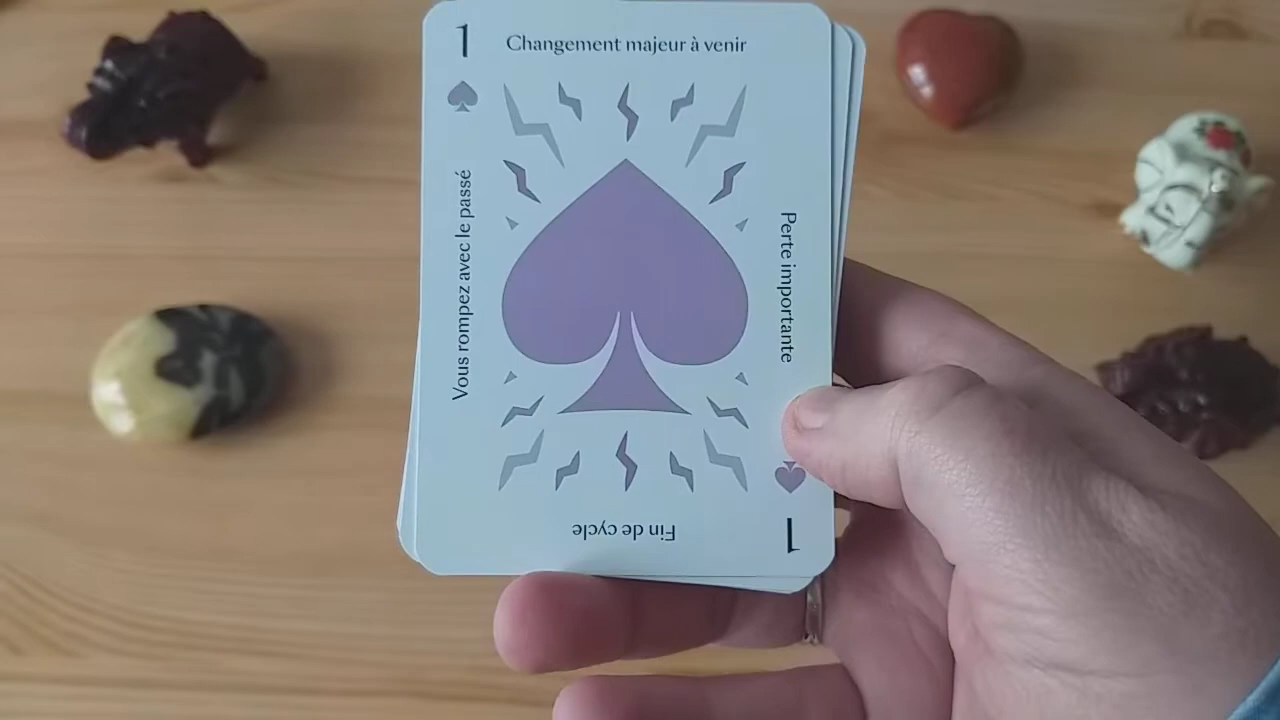 1
Changement majeur à venir
Vous rompez avec le passé
Perte importante
Fin de cycle
1